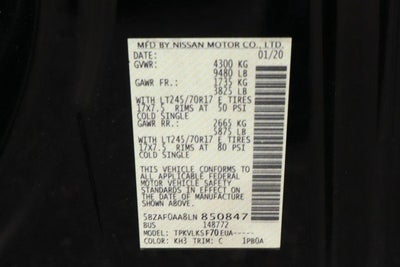 MFD BY NISSAN MOTOR CO., LTD.
DATE: 01/20
GVWR: 4300 KG
9480 LB
GAWR FR: 1735 KG
3825 LB
WITH LT245/70R17 E TIRES
17x7.5 RIMS AT 50 PSI
COLD SINGLE
GAWR RR: 2665 KG
5875 LB
WITH LT245/70R17 E TIRES
17x7.5 RIMS AT 80 PSI
COLD SINGLE
THIS VEHICLE CONFORMS TO
ALL APPLICABLE FEDERAL
MOTOR VEHICLE SAFETY
STANDARDS IN EFFECT ON
THE DATE OF MANUFACTURE
SHOWN ABOVE.
5BZAF0AA8LN850847
BUS 148772
MODEL: TPKVLKSF70EUA-----
COLOR: KH3 TRIM: C 1PB0A